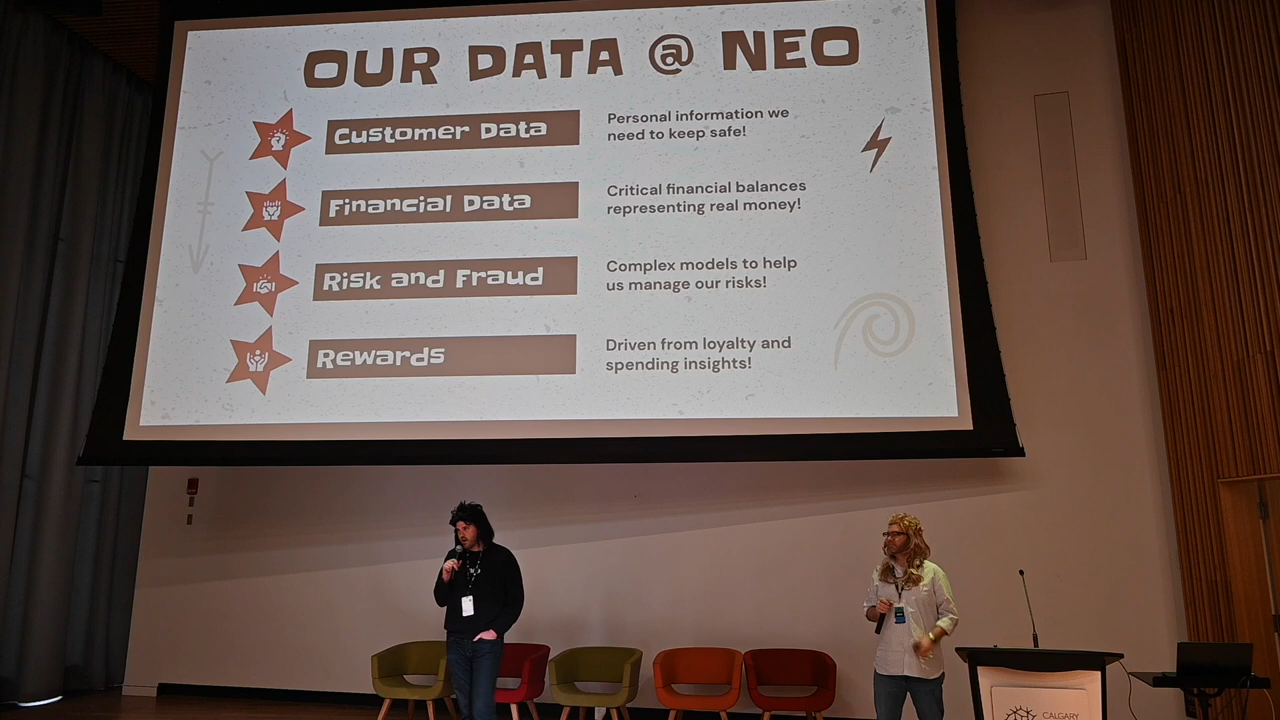 OUR DATA @ NEO
Customer Data
Personal information we
need to keep safe!
Financial Data
Critical financial balances
representing real money!
Risk and Fraud
Complex models to help
us manage our risks!
Rewards
Driven from loyalty and
spending insights!
CALGARY